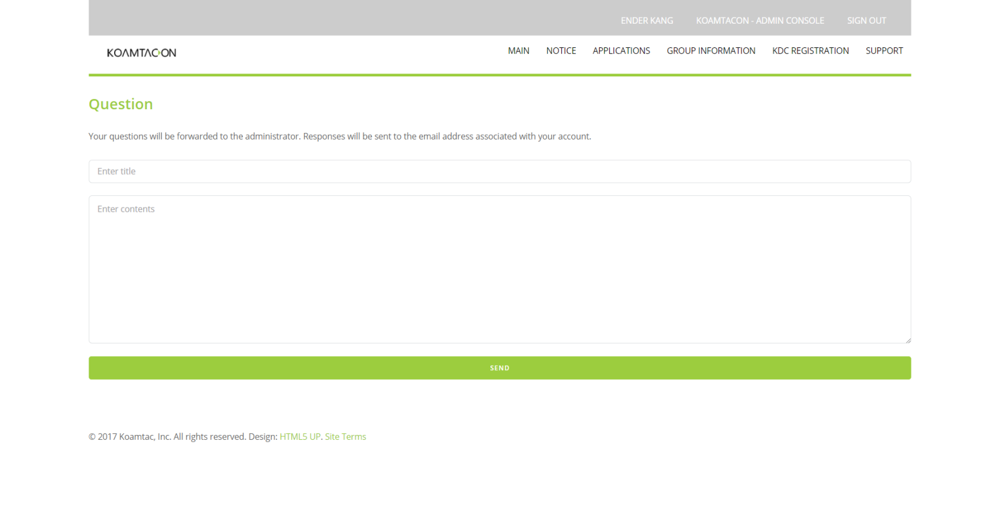 ENDER KANG KOAMTACON - ADMIN CONSOLE SIGN OUT
KOAMTACON MAIN NOTICE APPLICATIONS GROUP INFORMATION KDC REGISTRATION SUPPORT
Question
Your questions will be forwarded to the administrator. Responses will be sent to the email address associated with your account.
Enter title
Enter contents
SEND
© 2017 Koamtac, Inc. All rights reserved. Design: HTML5 UP. Site Terms